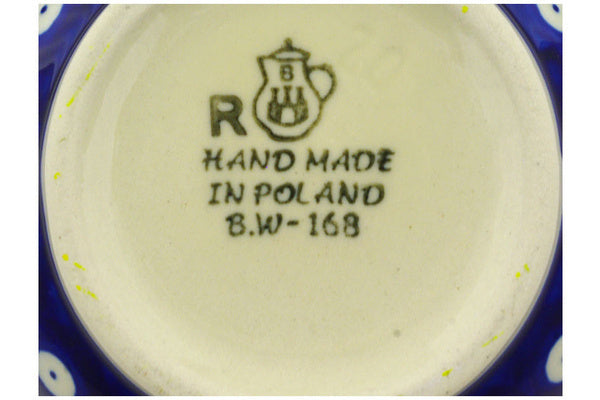 B
R
HAND MADE
IN POLAND
B.W-168